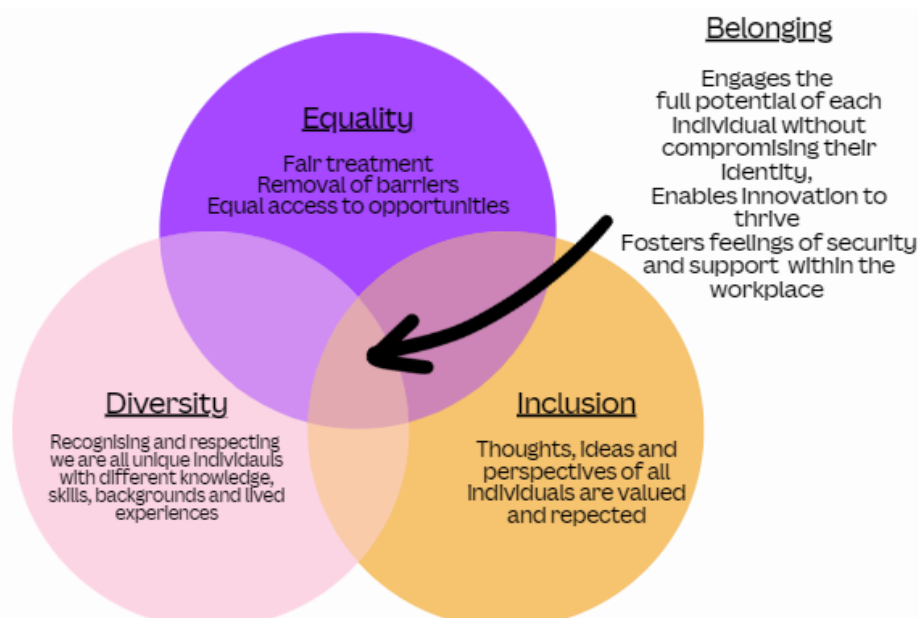 Equality
Fair treatment
Removal of barriers
Equal access to opportunities
Belonging
Engages the
full potential of each
individual without
compromising their
identity,
Enables innovation to
thrive
Fosters feelings of security
and support within the
workplace
Diversity
Recognising and respecting
we are all unique individauls
with different knowledge,
skills, backgrounds and lived
experiences
Inclusion
Thoughts, ideas and
perspectives of all
individuals are valued
and repected